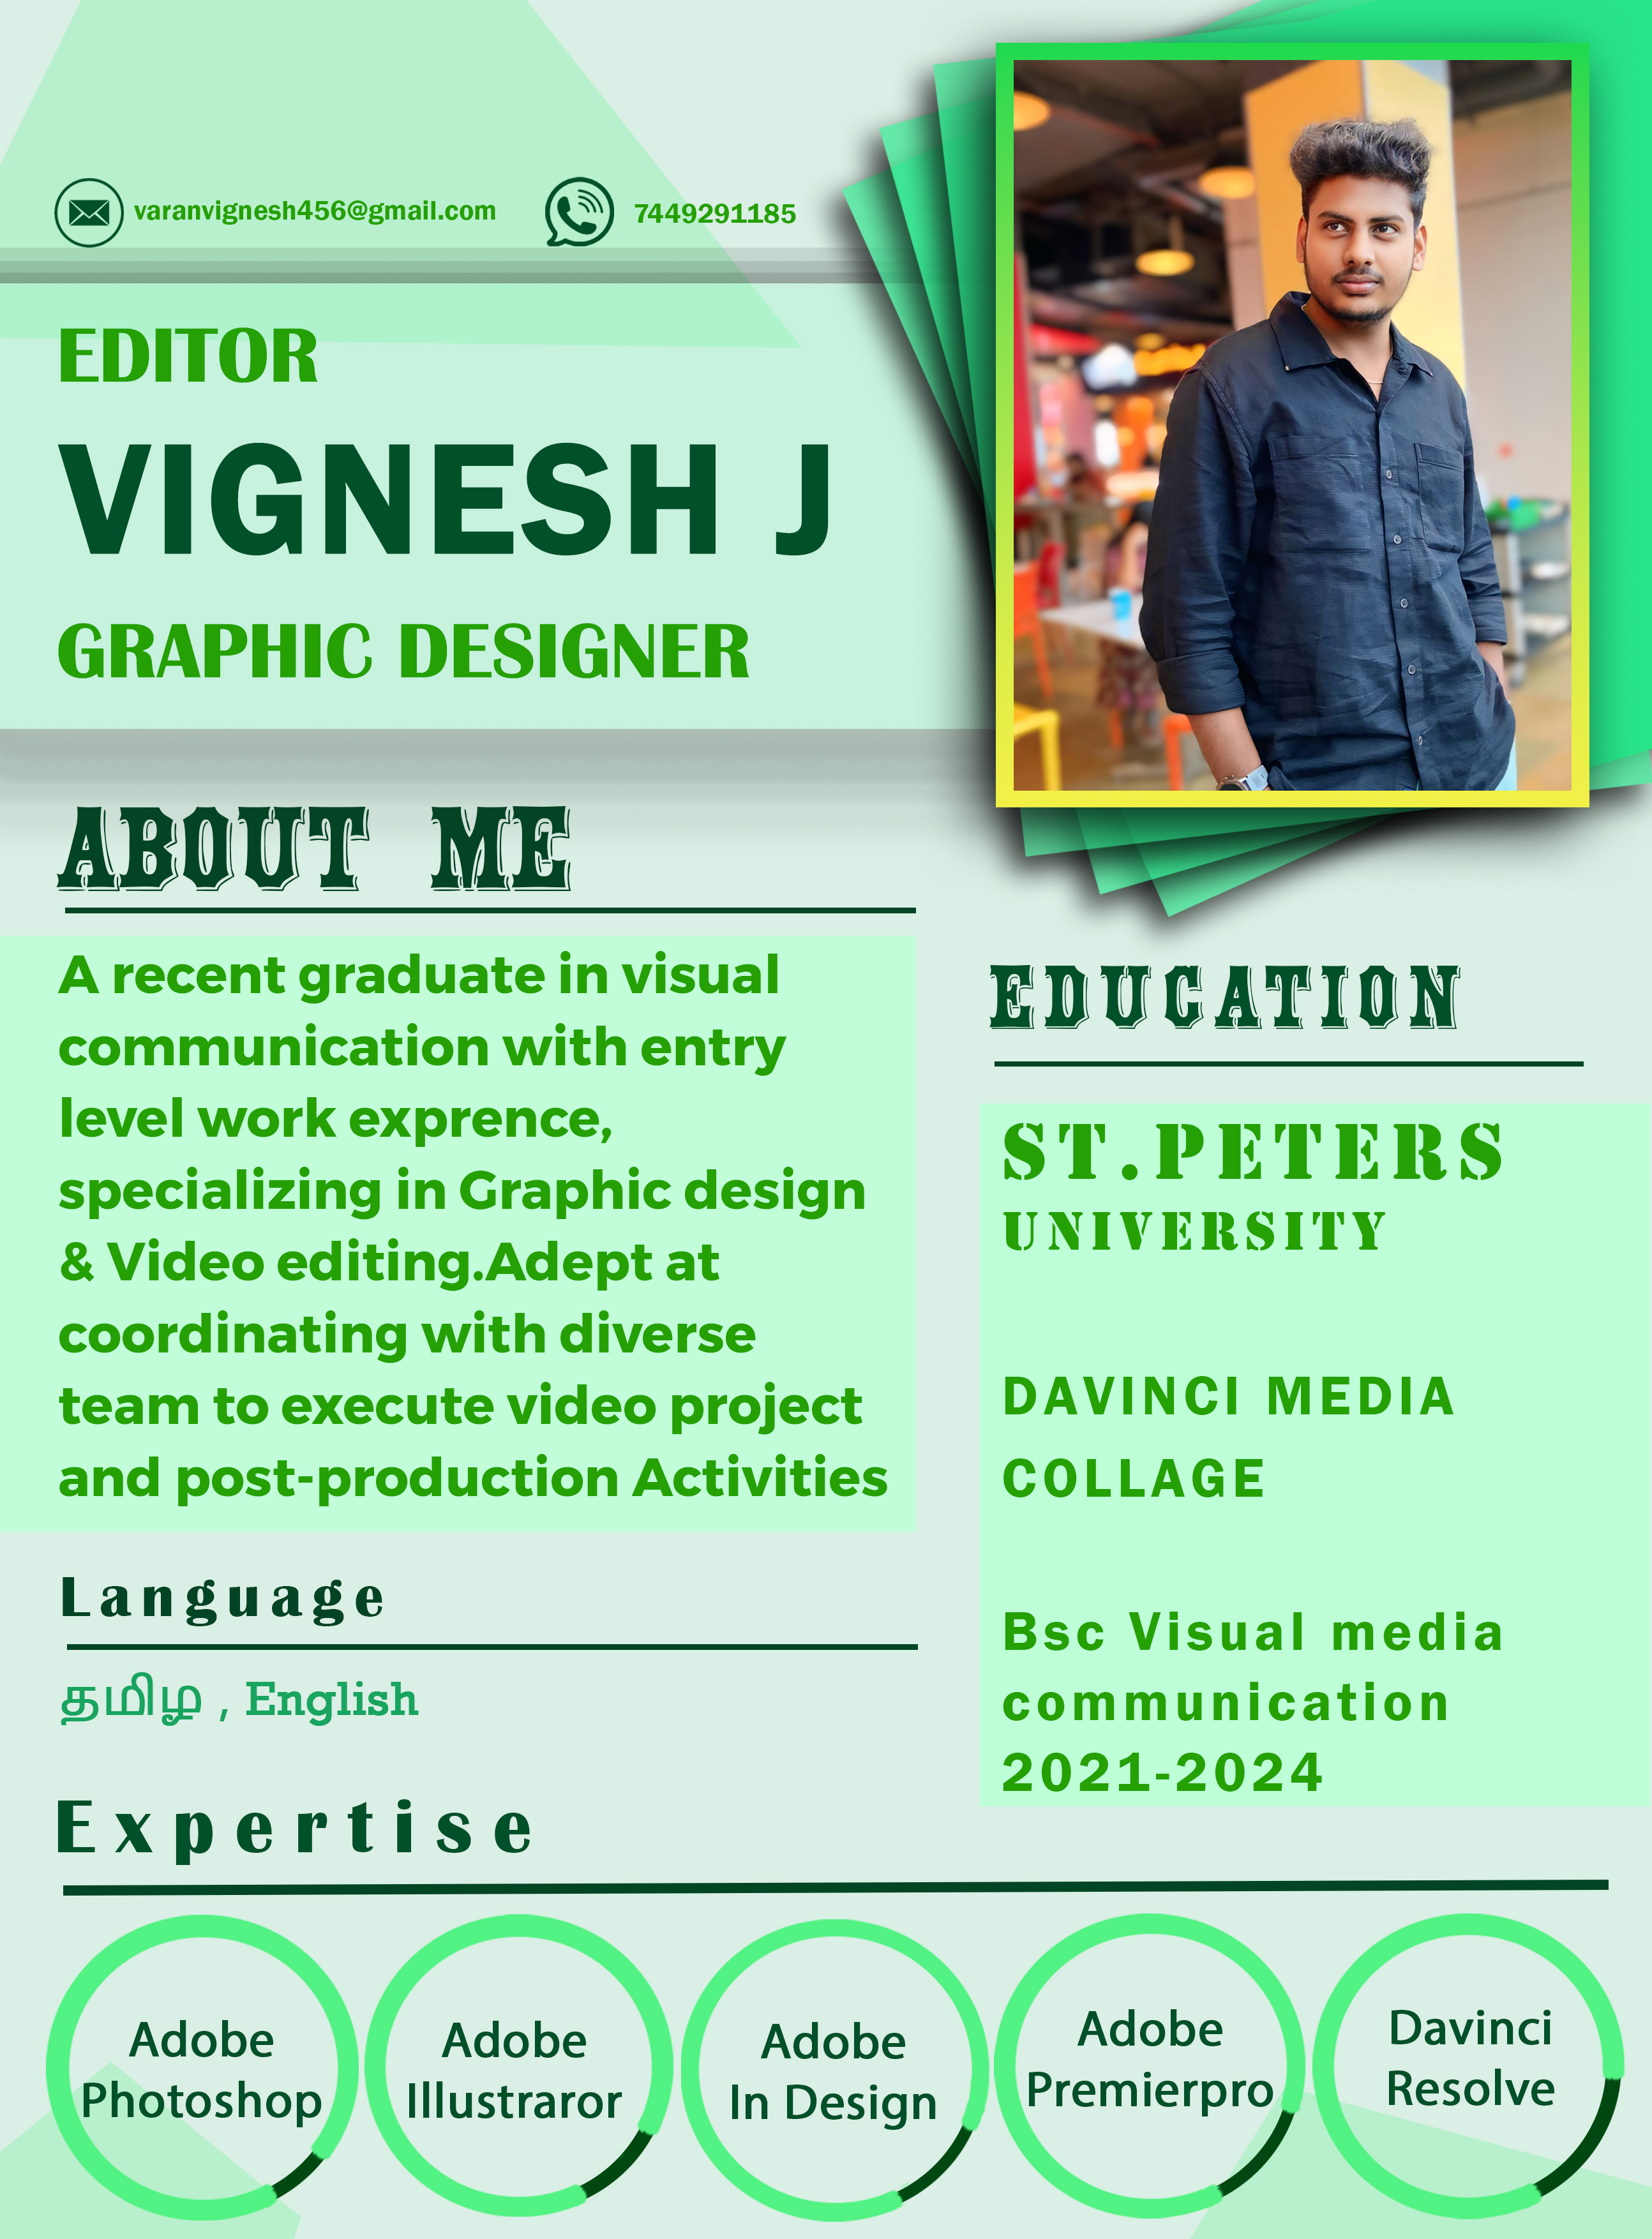 varanvignesh456@gmail.com
7449291185
EDITOR
VIGNESH J
GRAPHIC DESIGNER
ABOUT ME
A recent graduate in visual
communication with entry
level work exprence,
specializing in Graphic design
& Video editing.Adept at
coordinating with diverse
team to execute video project
and post-production Activities
Language
தமிழ , English
EDUCATION
ST.PETERS
UNIVERSITY
DAVINCI MEDIA
COLLAGE
Bsc Visual media
communication
2021-2024
Expertise
Adobe
Photoshop
Adobe
Illustraror
Adobe
In Design
Adobe
Premierpro
Davinci
Resolve